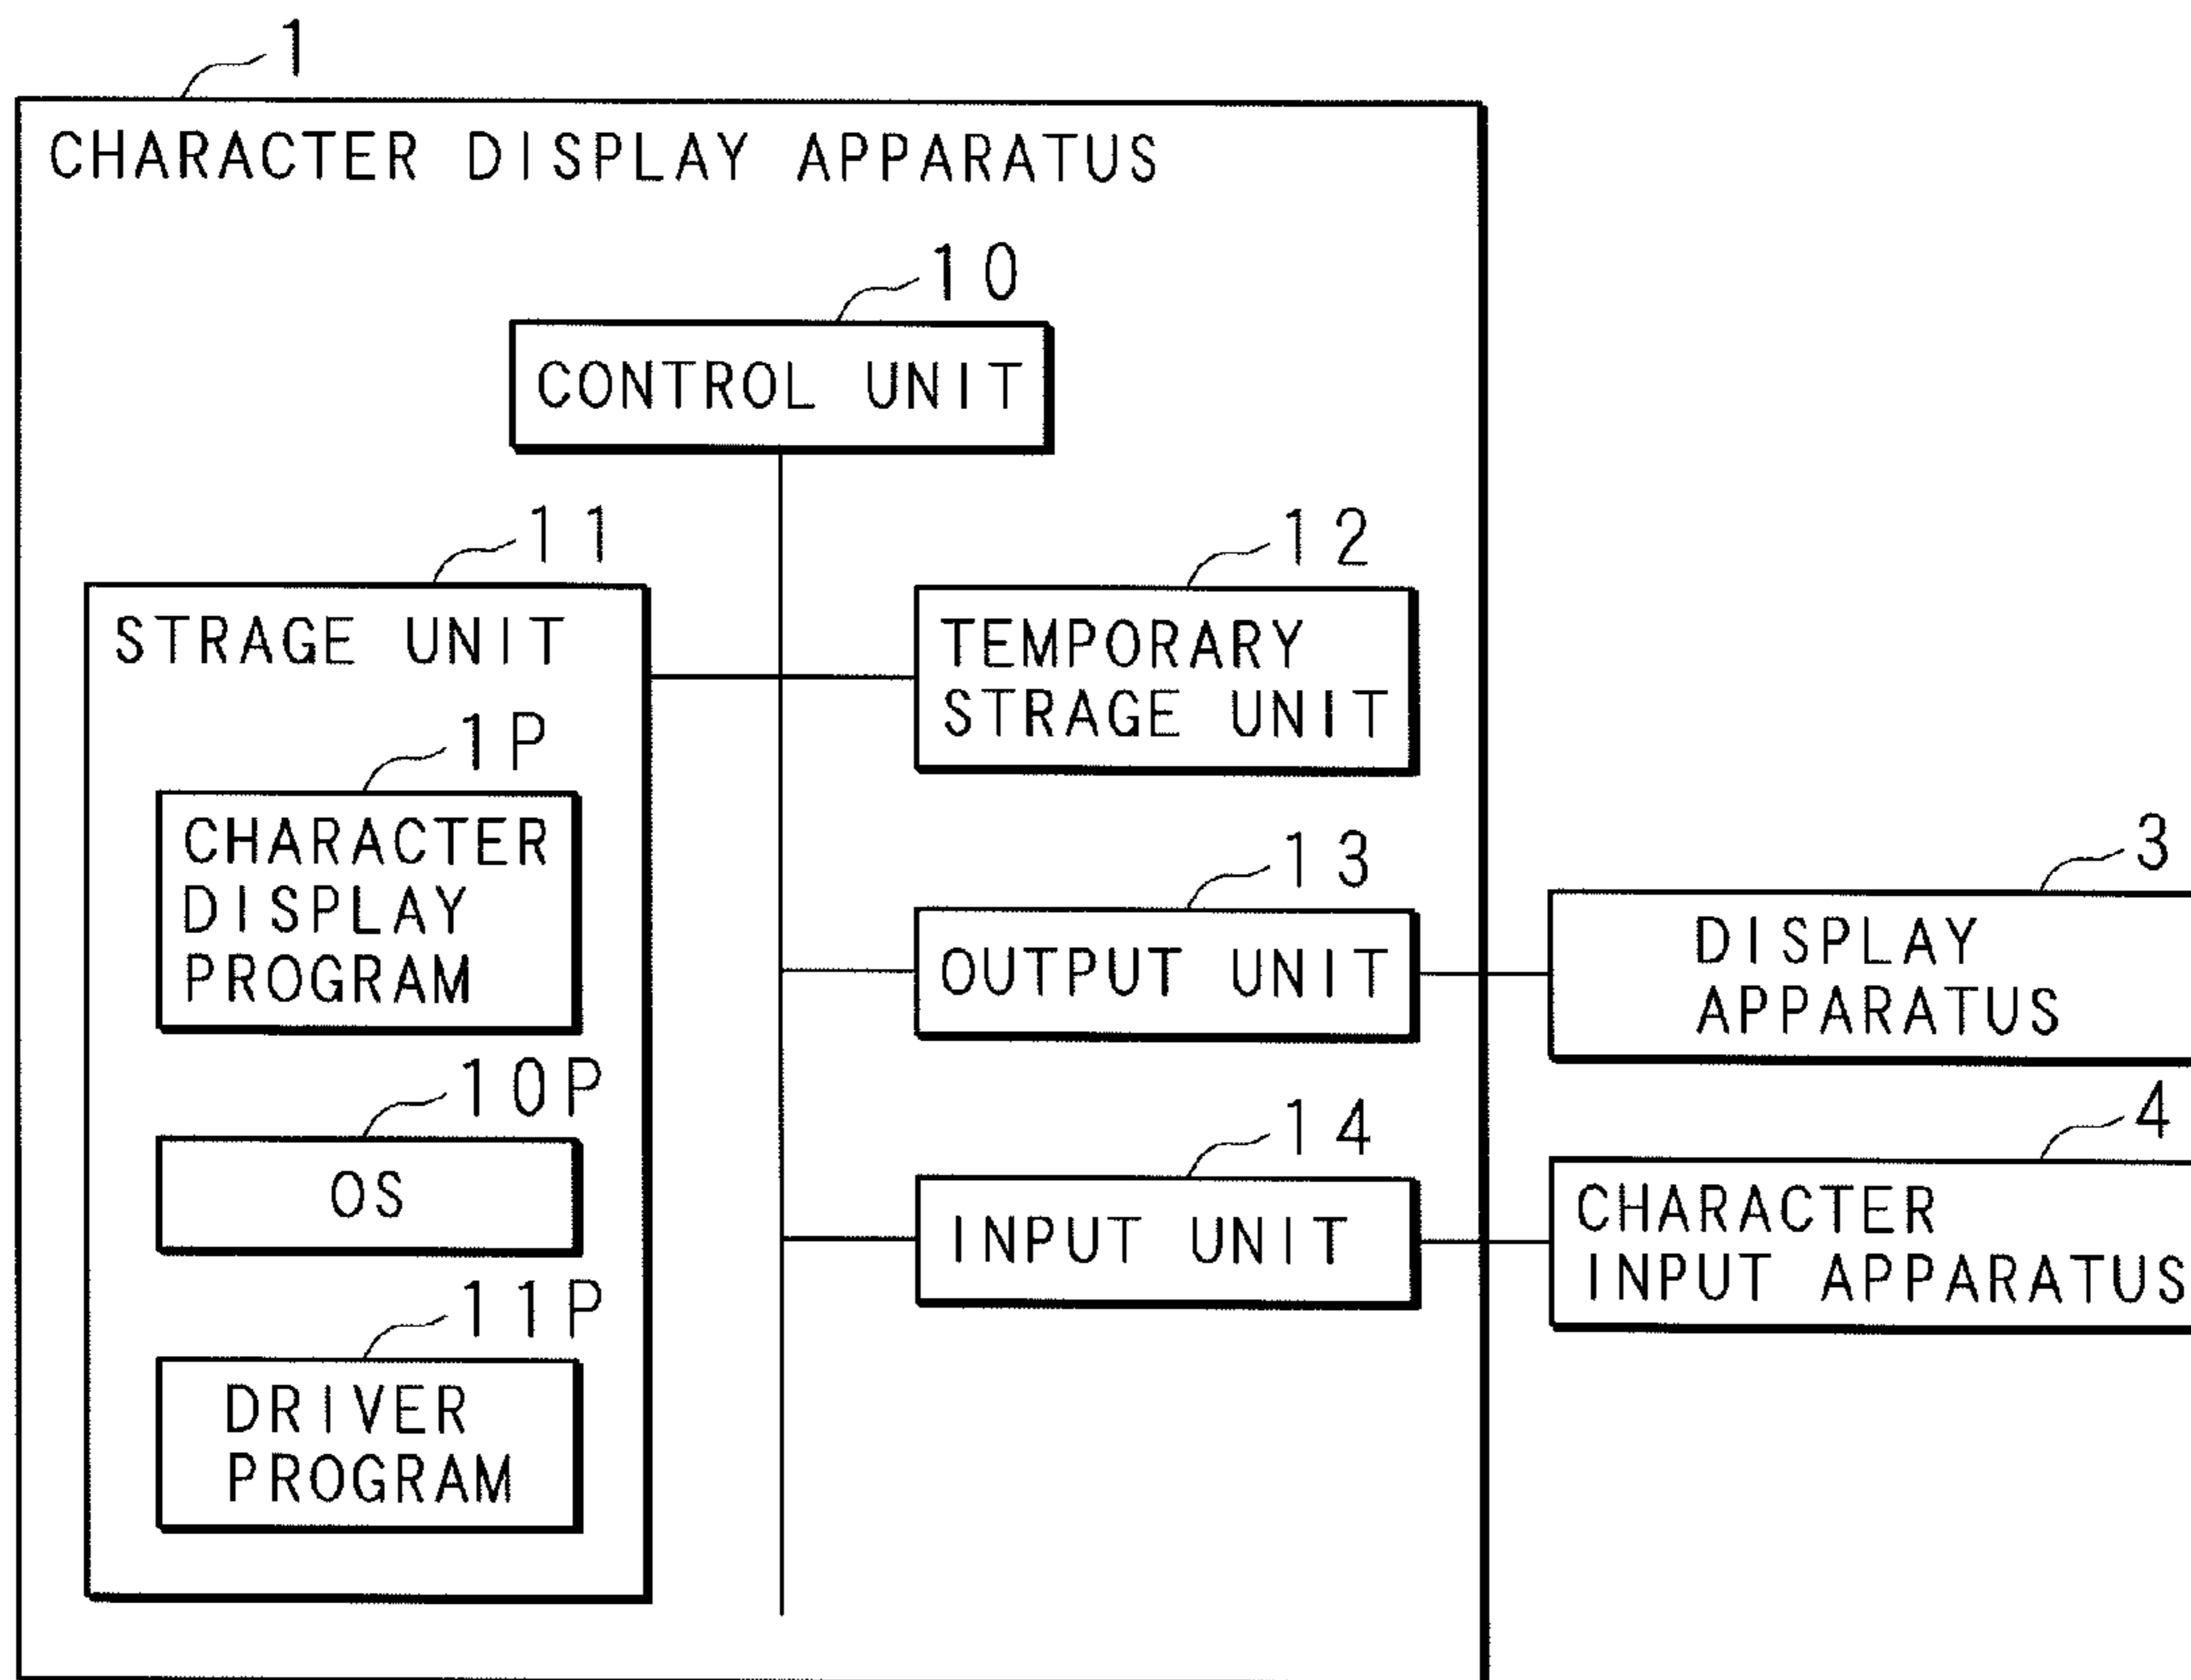 1
CHARACTER DISPLAY APPARATUS
10
CONTROL UNIT
11
STRAGE UNIT
1P
CHARACTER
DISPLAY
PROGRAM
10P
OS
11P
DRIVER
PROGRAM
12
TEMPORARY
STRAGE UNIT
13
OUTPUT UNIT
14
INPUT UNIT
3
DISPLAY
APPARATUS
4
CHARACTER
INPUT APPARATUS